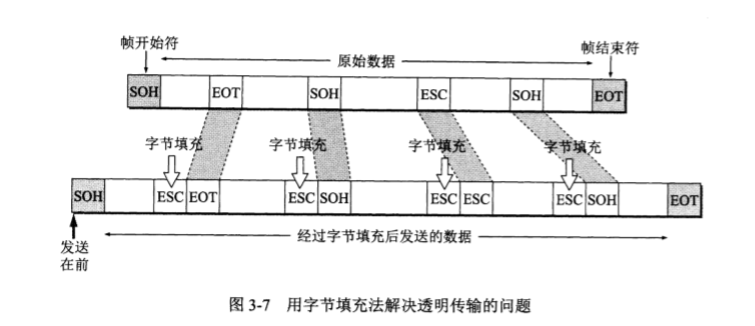 帧开始符
原始数据
帧结束符
SOH EOT SOH ESC SOH EOT
字节填充 字节填充 字节填充 字节填充
SOH ESC EOT ESC SOH ESC ESC ESC SOH EOT
发送
在前
经过字节填充后发送的数据
图 3-7 用字节填充法解决透明传输的问题